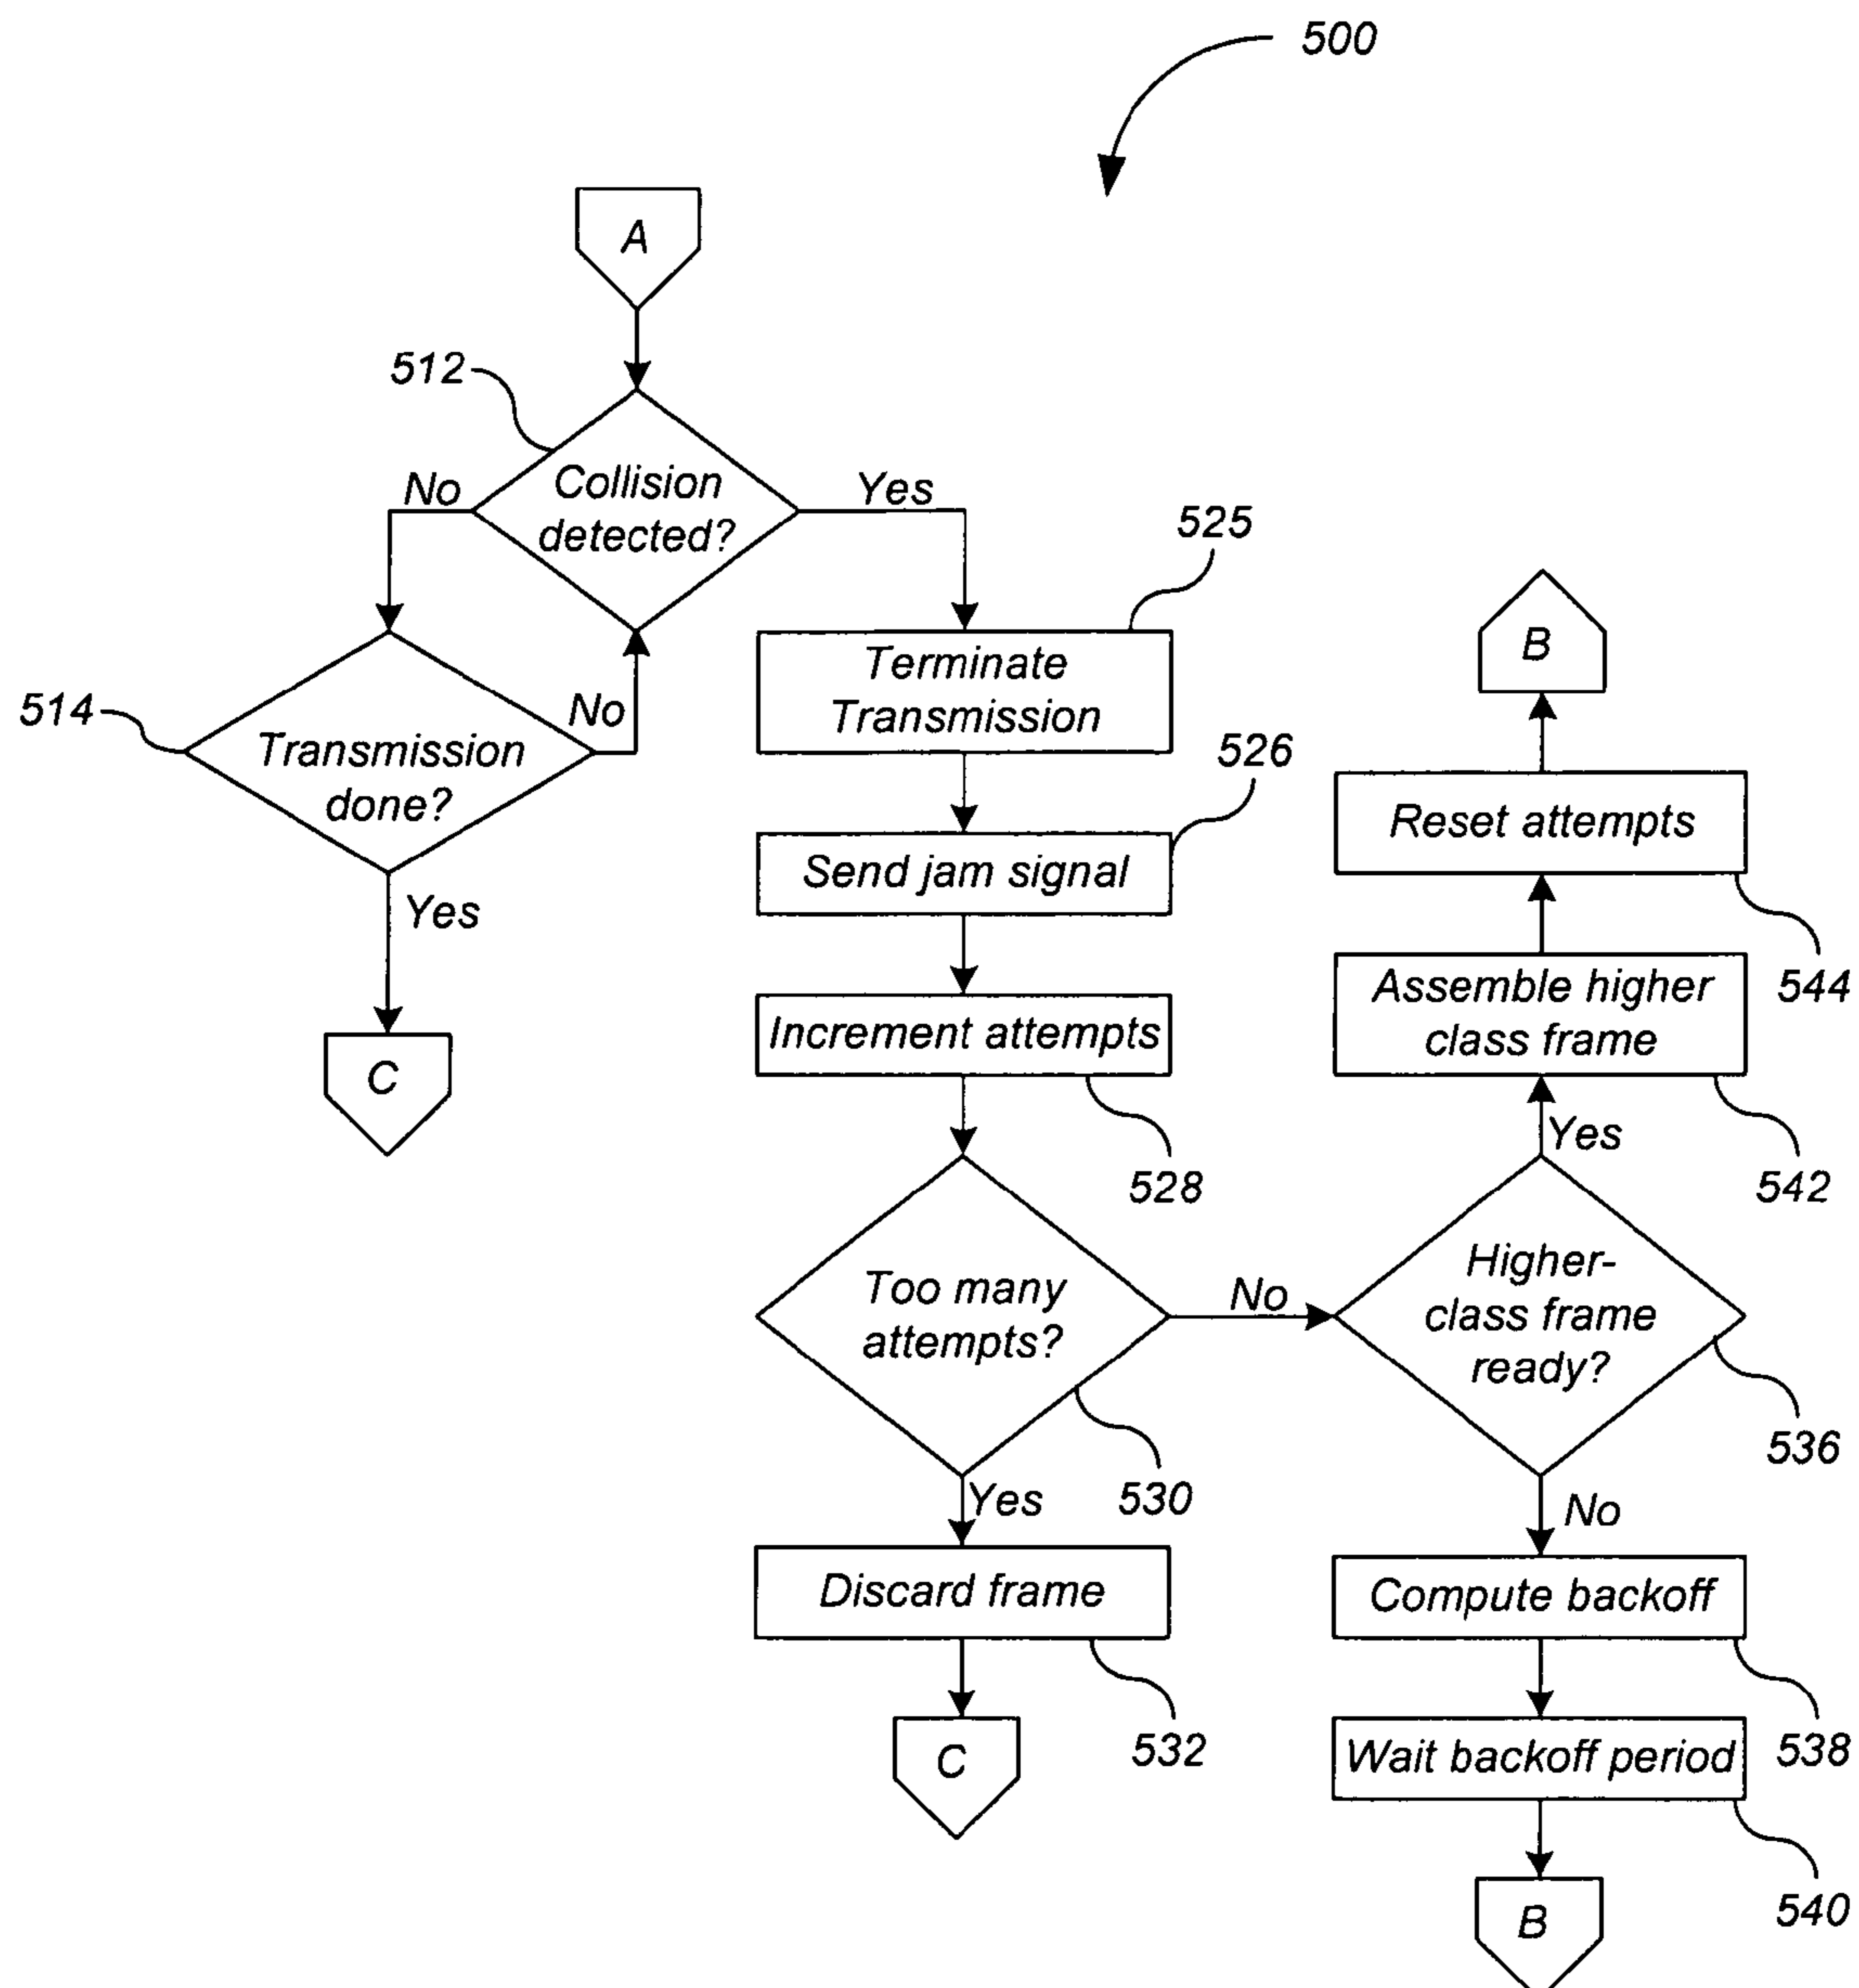 500
A
512
No
Collision
detected?
Yes
525
514
Transmission
done?
No
Terminate
Transmission
B
526
Reset attempts
Send jam signal
Yes
544
Assemble higher
class frame
Increment attempts
C
528
Yes
542
Too many
attempts?
No
Higher-
class frame
ready?
536
530
Yes
No
Discard frame
Compute backoff
532
538
C
Wait backoff period
540
B